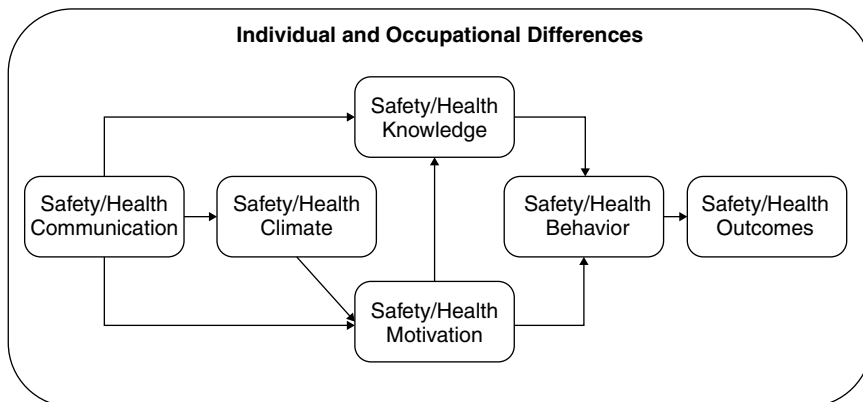 Individual and Occupational Differences
Safety/Health
Knowledge
Safety/Health
Communication
Safety/Health
Climate
Safety/Health
Behavior
Safety/Health
Outcomes
Safety/Health
Motivation